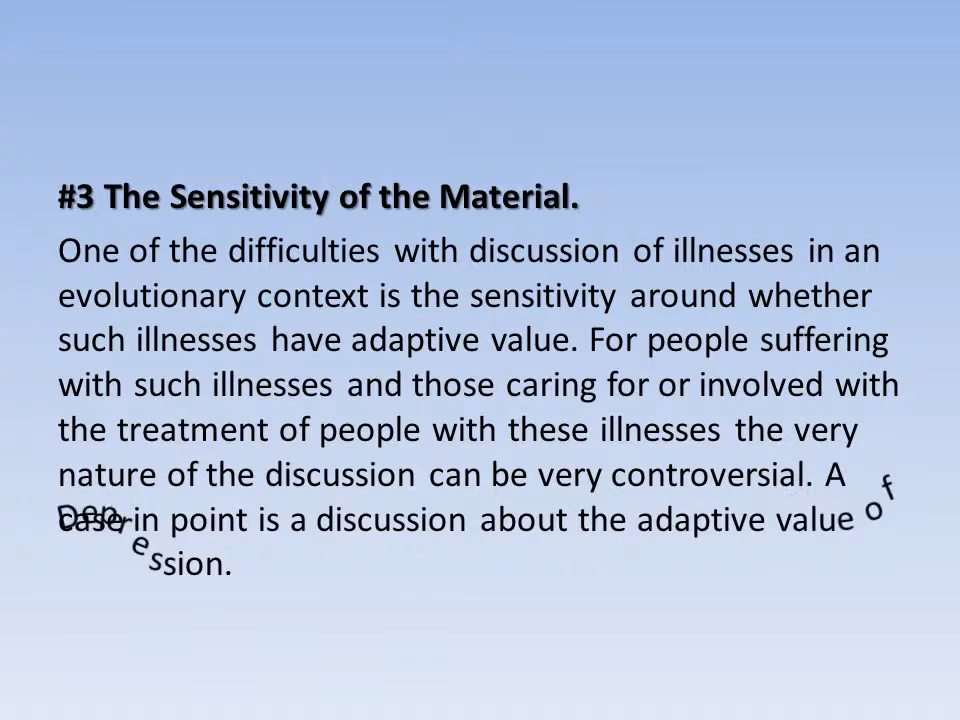 #3 The Sensitivity of the Material.
One of the difficulties with discussion of illnesses in an
evolutionary context is the sensitivity around whether
such illnesses have adaptive value. For people suffering
with such illnesses and those caring for or involved with
the treatment of people with these illnesses the very
nature of the discussion can be very controversial. A
case in point is a discussion about the adaptive value of
Depression.